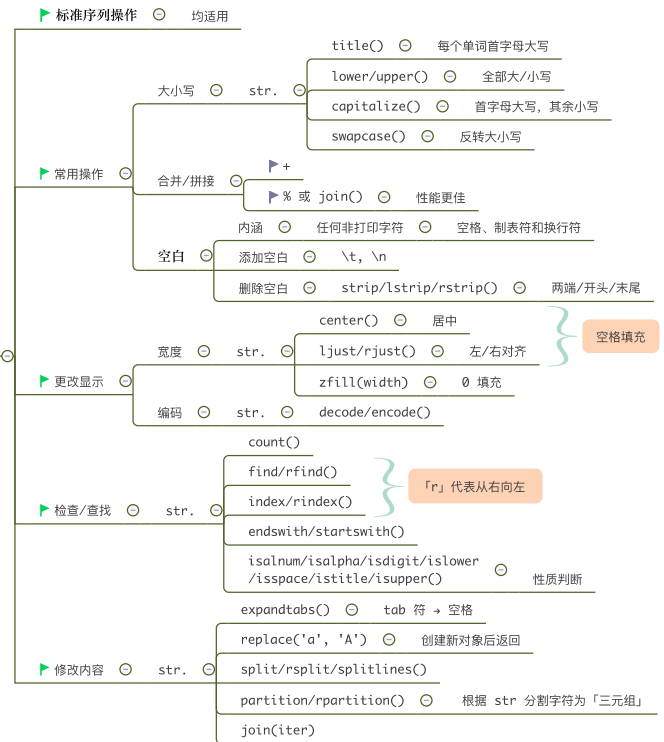 标准序列操作 均适用
title() 每个单词首字母大写
lower/upper() 全部大/小写
大小写 str.
capitalize() 首字母大写，其余小写
swapcase() 反转大小写
常用操作
+
合并/拼接
% 或 join() 性能更佳
内涵 任何非打印字符 空格、制表符和换行符
空白
添加空白 \t, \n
删除空白 strip/lstrip/rstrip() 两端/开头/末尾
center() 居中
空格填充
宽度 str.
ljust/rjust() 左/右对齐
更改显示
zfill(width) 0 填充
编码 str. decode/encode()
count()
find/rfind()
「r」代表从右向左
index/rindex()
检查/查找 str.
endswith/startswith()
isalnum/isalpha/isdigit/islower
/isspace/istitle/isupper()
性质判断
expandtabs() tab 符 → 空格
replace('a', 'A') 创建新对象后返回
修改内容 str.
split/rsplit/splitlines()
partition/rpartition() 根据 str 分割字符为「三元组」
join(iter)